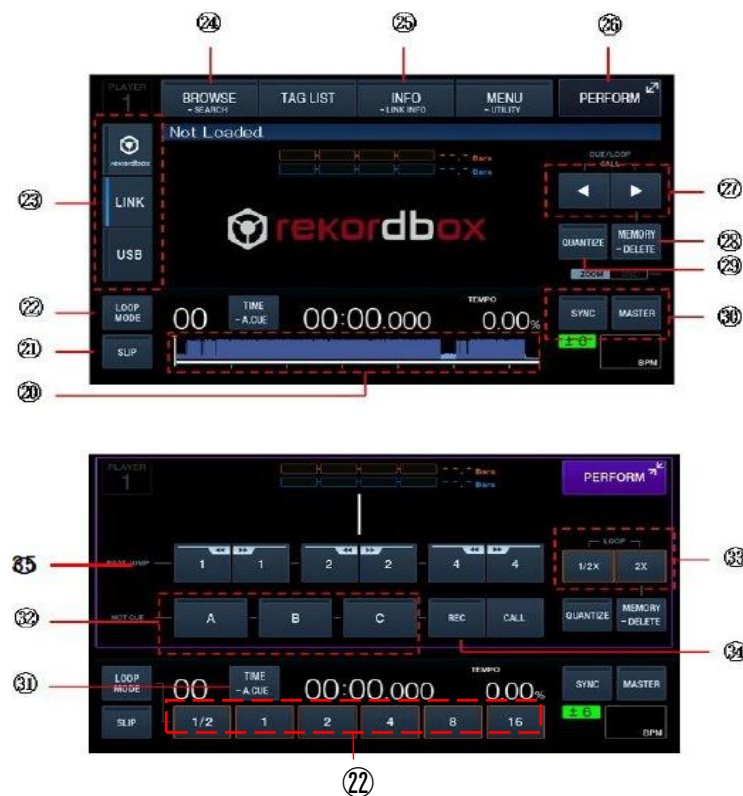 ㉔ ㉕ ㉖
PLAYER
1
BROWSE
- SEARCH
TAG LIST
INFO
- LINK INFO
MENU
- UTILITY
PERFORM
Not Loaded
--.- Bars
--.- Bars
rekordbox
㉓
LINK
USB
rekordbox
CUE/LOOP
CALL
㉗
QUANTIZE
MEMORY
- DELETE
㉘
㉙
ZOOM
㉒
LOOP
MODE
00
TIME
- A.CUE
00:00.000
TEMPO
0.00%
SYNC
MASTER
㉚
㉑
SLIP
±6
BPM
⑳
PLAYER
1
--.- Bars
--.- Bars
PERFORM
LOOP
㉝
35
BEAT JUMP
1 1 2 2 4 4
1/2X 2X
㉜
HOT CUE
A B C
REC CALL
QUANTIZE
MEMORY
- DELETE
㉞
㉛
LOOP
MODE
00
TIME
- A.CUE
00:00.000
TEMPO
0.00%
SYNC
MASTER
SLIP
1/2 1 2 4 8 16
±6
BPM
㉒